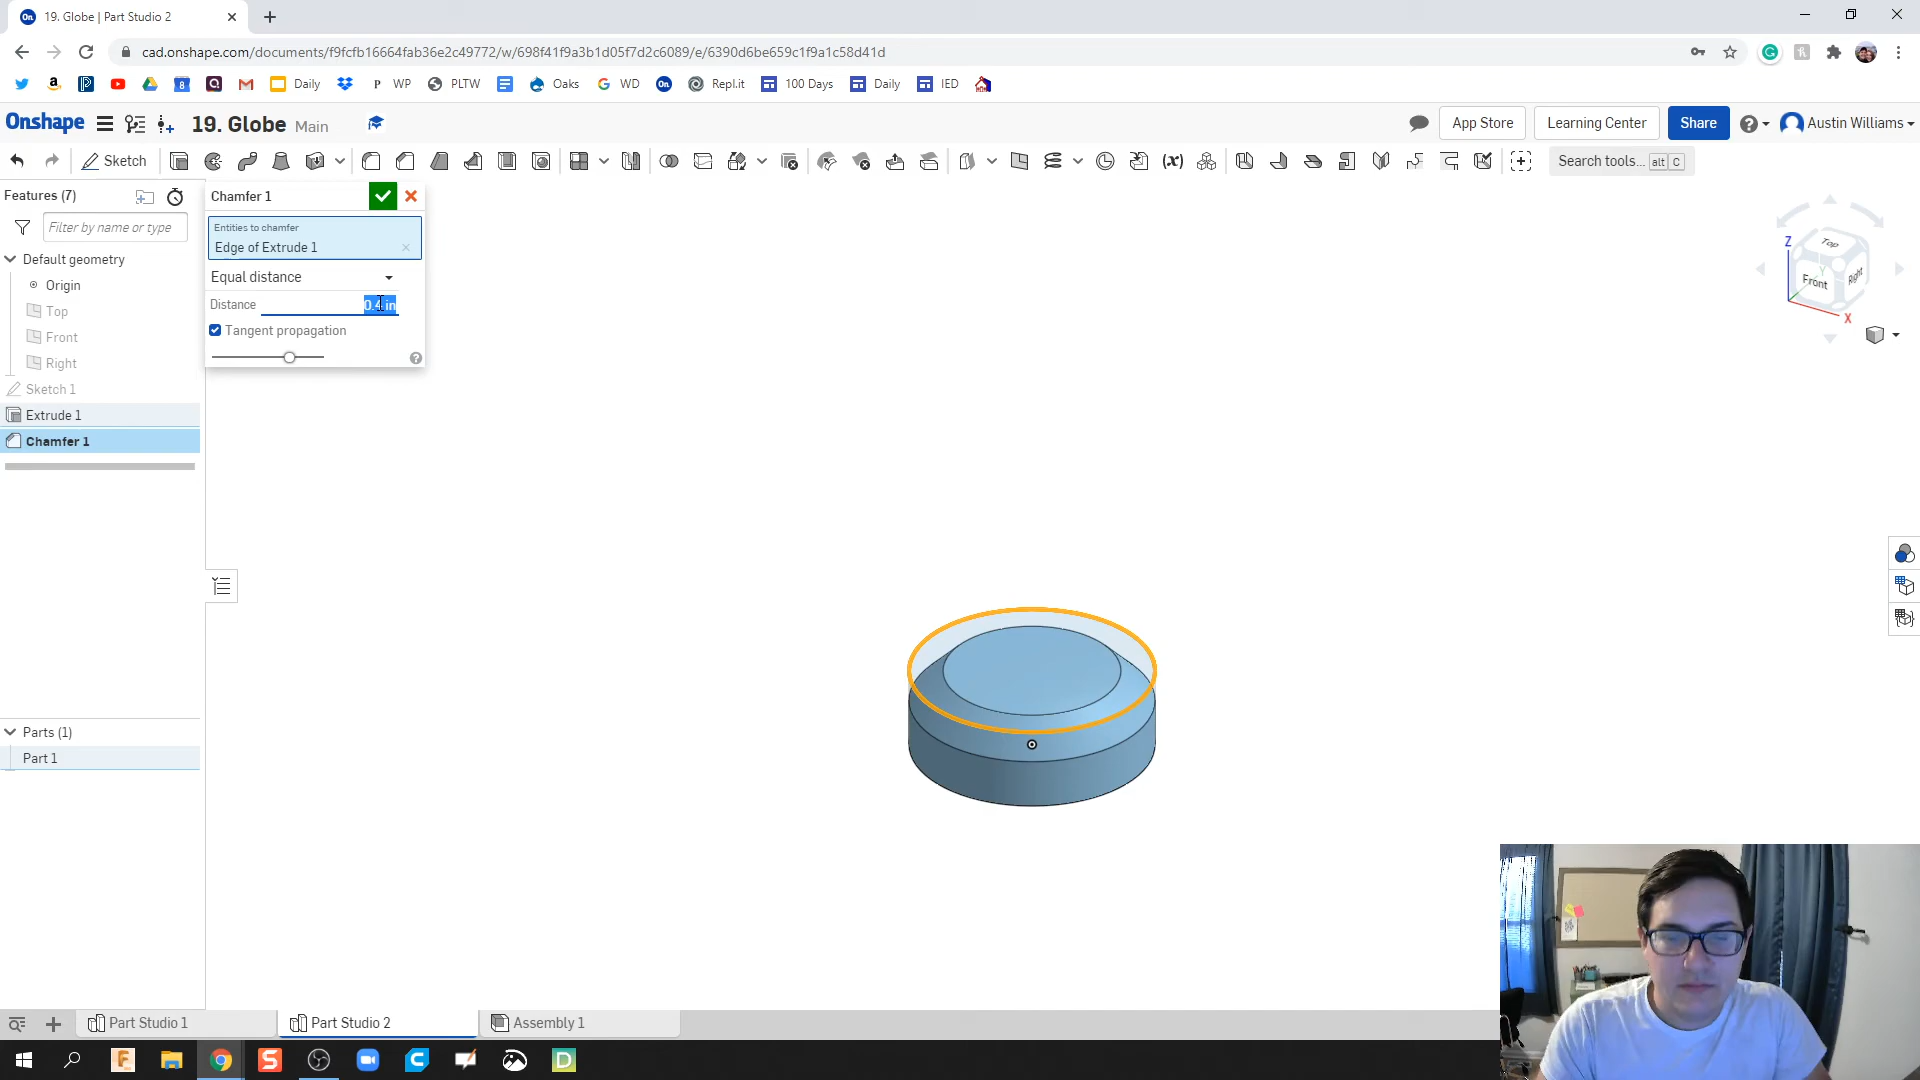 On 19. Globe | Part Studio 2
cad.onshape.com/documents/f9fcfb16664fab36e2c49772/w/698f41f9a3b1d05f7d2c6089/e/6390d6be659c1f9a1c58d41d
Daily P WP PLTW Oaks G WD On Repl.it 100 Days Daily IED
Onshape 19. Globe Main App Store Learning Center Share Austin Williams
Sketch (x) Search tools... alt C
Features (7)
Filter by name or type
Default geometry
Origin
Top
Front
Right
Sketch 1
Extrude 1
Chamfer 1
Chamfer 1
Entities to chamfer
Edge of Extrude 1
Equal distance
Distance 0.4 in
Tangent propagation
Z
Top
Front
Right
Y
X
Parts (1)
Part 1
Part Studio 1 Part Studio 2 Assembly 1